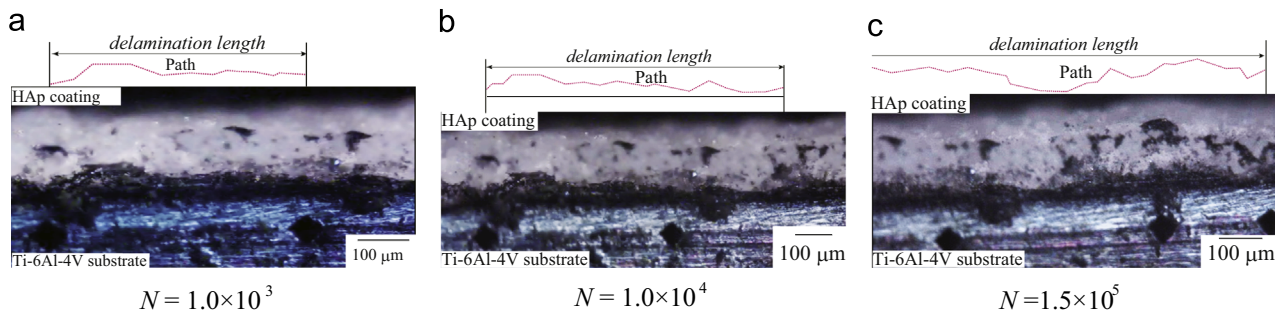 a
delamination length
Path
HAp coating
Ti-6Al-4V substrate
100 μm
N = 1.0×10³
b
delamination length
Path
HAp coating
Ti-6Al-4V substrate
100 μm
N = 1.0×10⁴
c
delamination length
Path
HAp coating
Ti-6Al-4V substrate
100 μm
N =1.5×10⁵